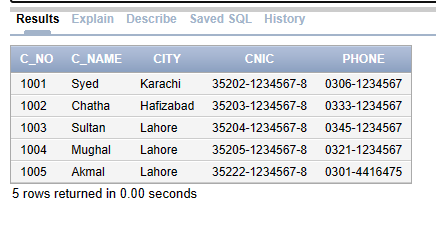 Results Explain Describe Saved SQL History
C_NO C_NAME CITY CNIC PHONE
1001 Syed Karachi 35202-1234567-8 0306-1234567
1002 Chatha Hafizabad 35203-1234567-8 0333-1234567
1003 Sultan Lahore 35204-1234567-8 0345-1234567
1004 Mughal Lahore 35205-1234567-8 0321-1234567
1005 Akmal Lahore 35222-1234567-8 0301-4416475
5 rows returned in 0.00 seconds